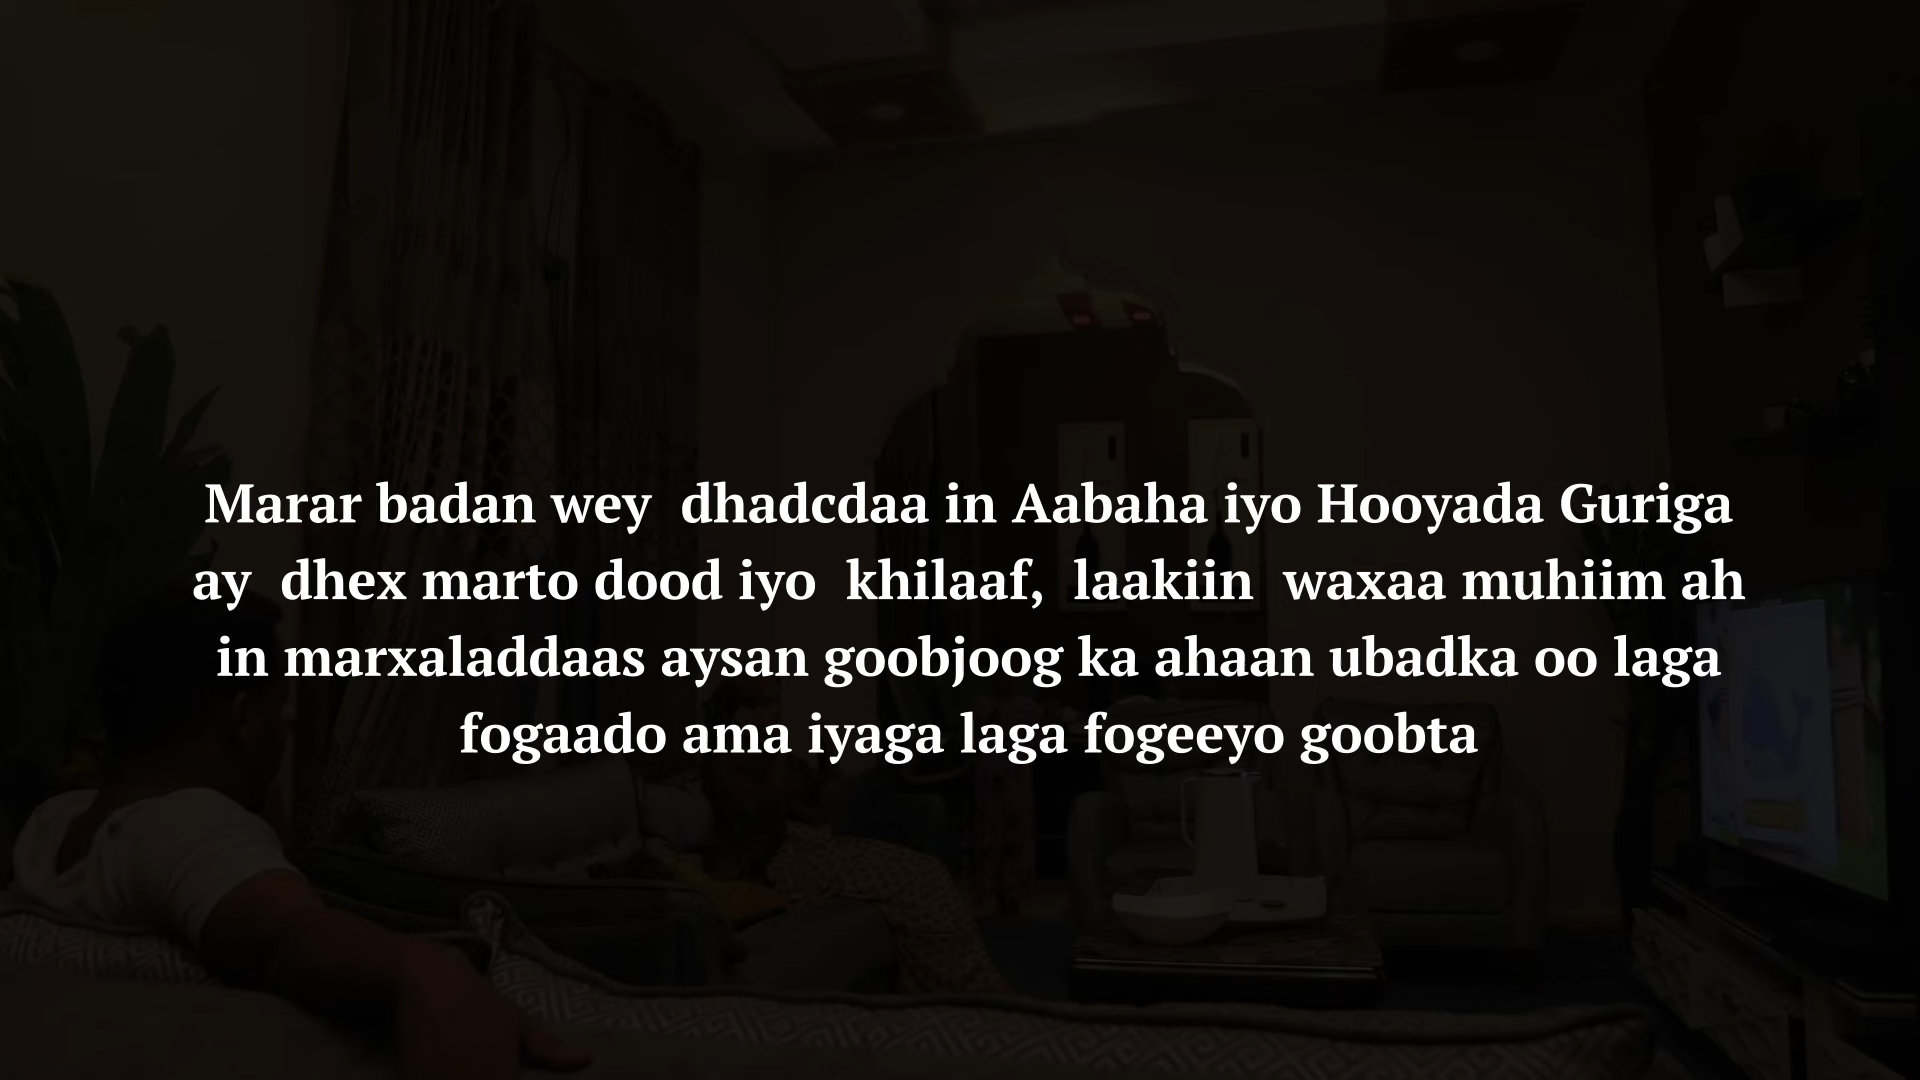 Marar badan wey  dhadcdaa in Aabaha iyo Hooyada Guriga
ay  dhex marto dood iyo  khilaaf,  laakiin  waxaa muhiim ah
in marxaladdaas aysan goobjoog ka ahaan ubadka oo laga
fogaado ama iyaga laga fogeeyo goobta